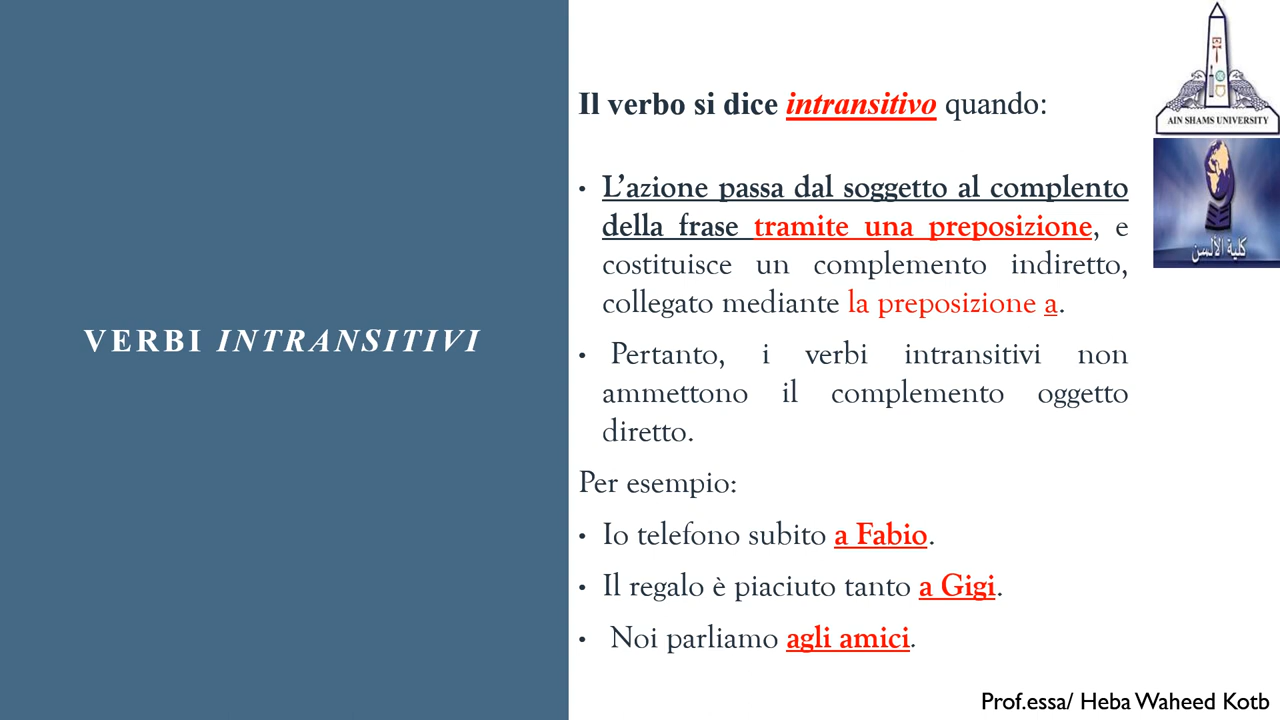 VERBI INTRANSITIVI
Il verbo si dice intransitivo quando:
• L’azione passa dal soggetto al complento
della frase tramite una preposizione, e
costituisce un complemento indiretto,
collegato mediante la preposizione a.
• Pertanto, i verbi intransitivi non
ammettono il complemento oggetto
diretto.
Per esempio:
• Io telefono subito a Fabio.
• Il regalo è piaciuto tanto a Gigi.
• Noi parliamo agli amici.
AIN SHAMS UNIVERSITY
كلية الألسن
Prof.essa/ Heba Waheed Kotb